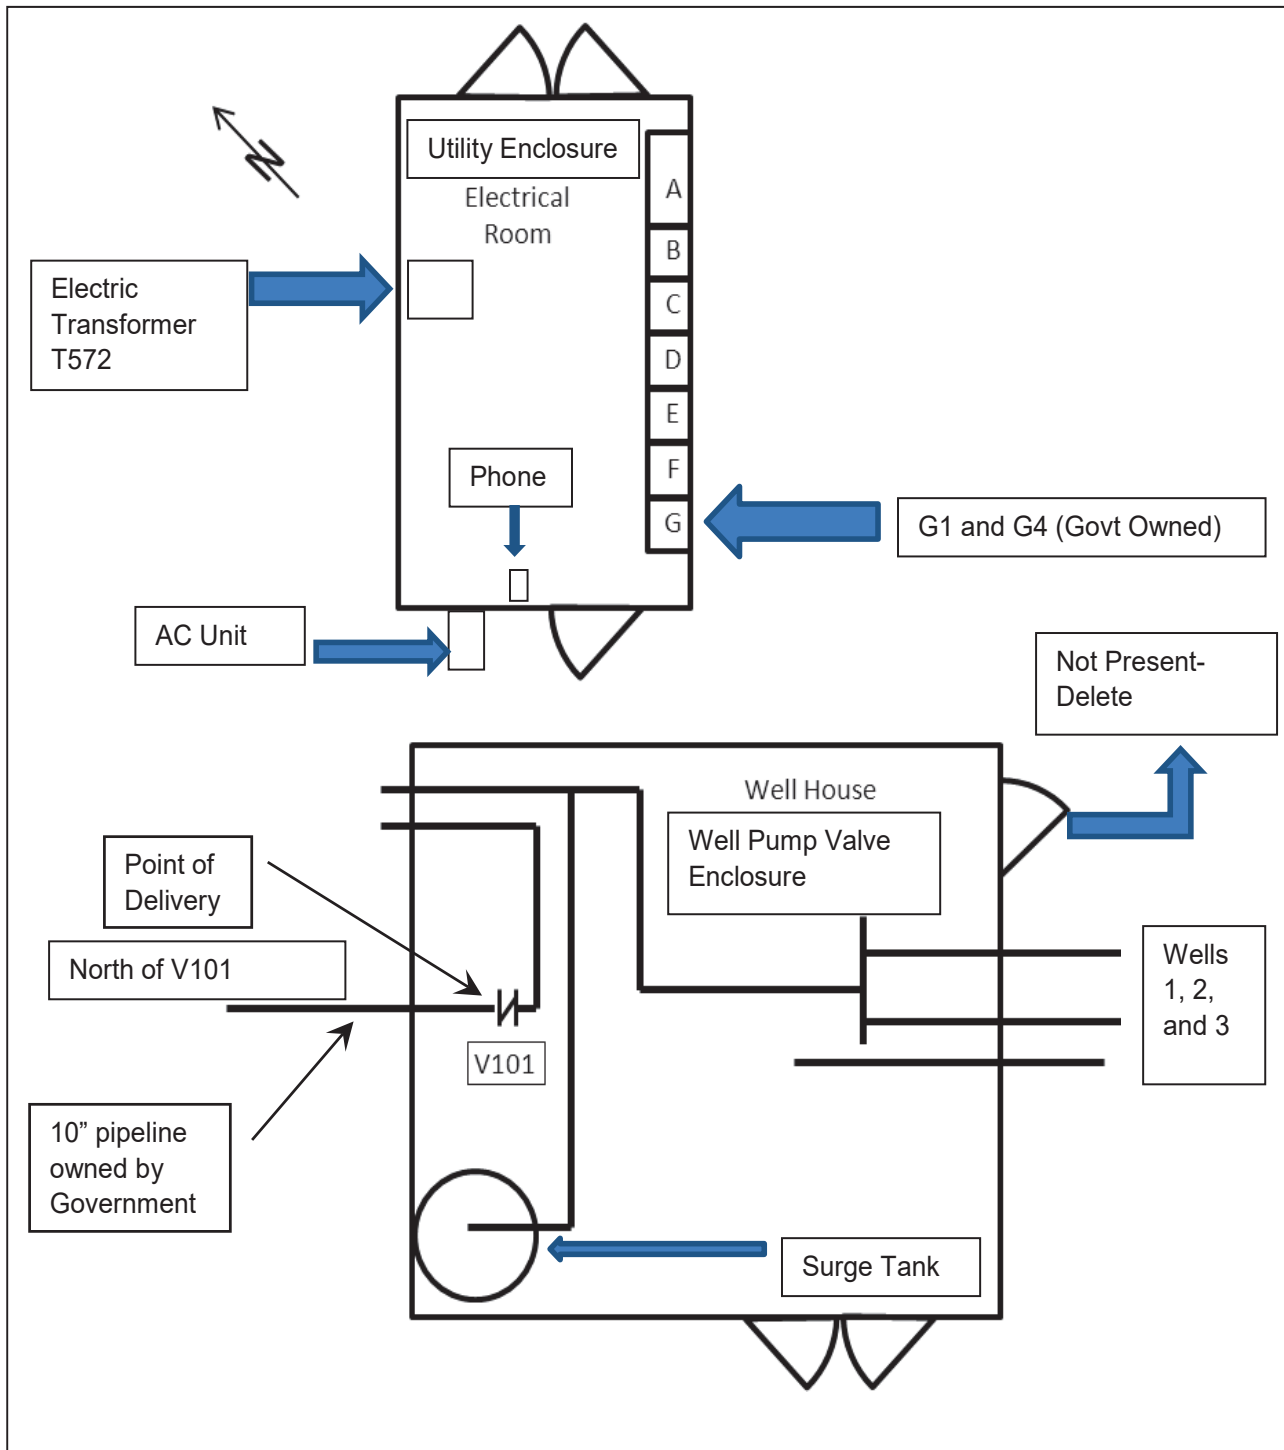 Utility Enclosure
Electrical
Room
A
B
C
D
E
F
G
Electric
Transformer
T572
Phone
G1 and G4 (Govt Owned)
AC Unit
Not Present-
Delete
Well House
Well Pump Valve
Enclosure
Point of
Delivery
North of V101
Wells
1, 2,
and 3
V101
10” pipeline
owned by
Government
Surge Tank
N